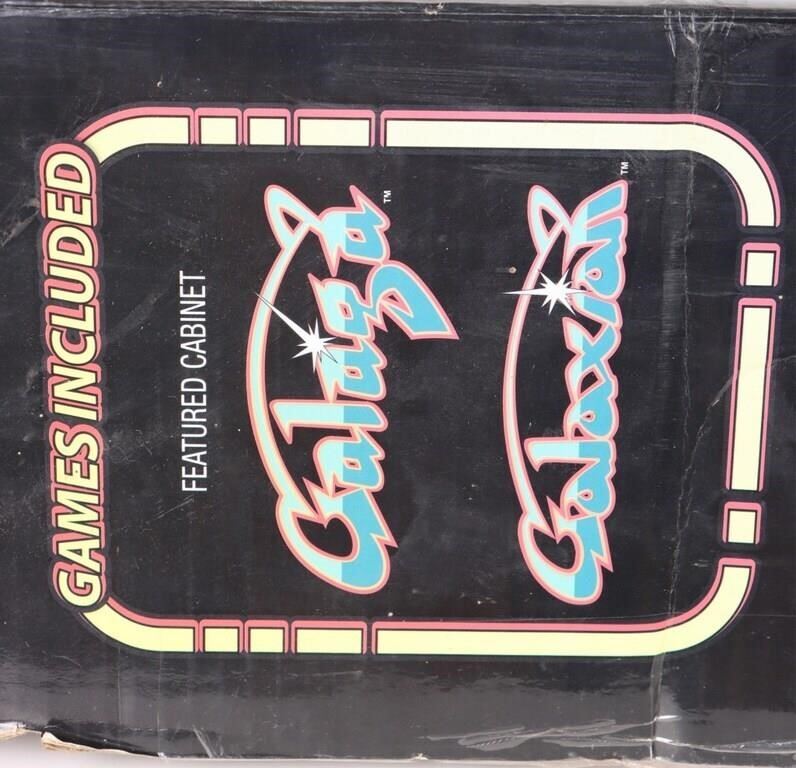 GAMES INCLUDED
FEATURED CABINET
Galaga™
Galaxian™